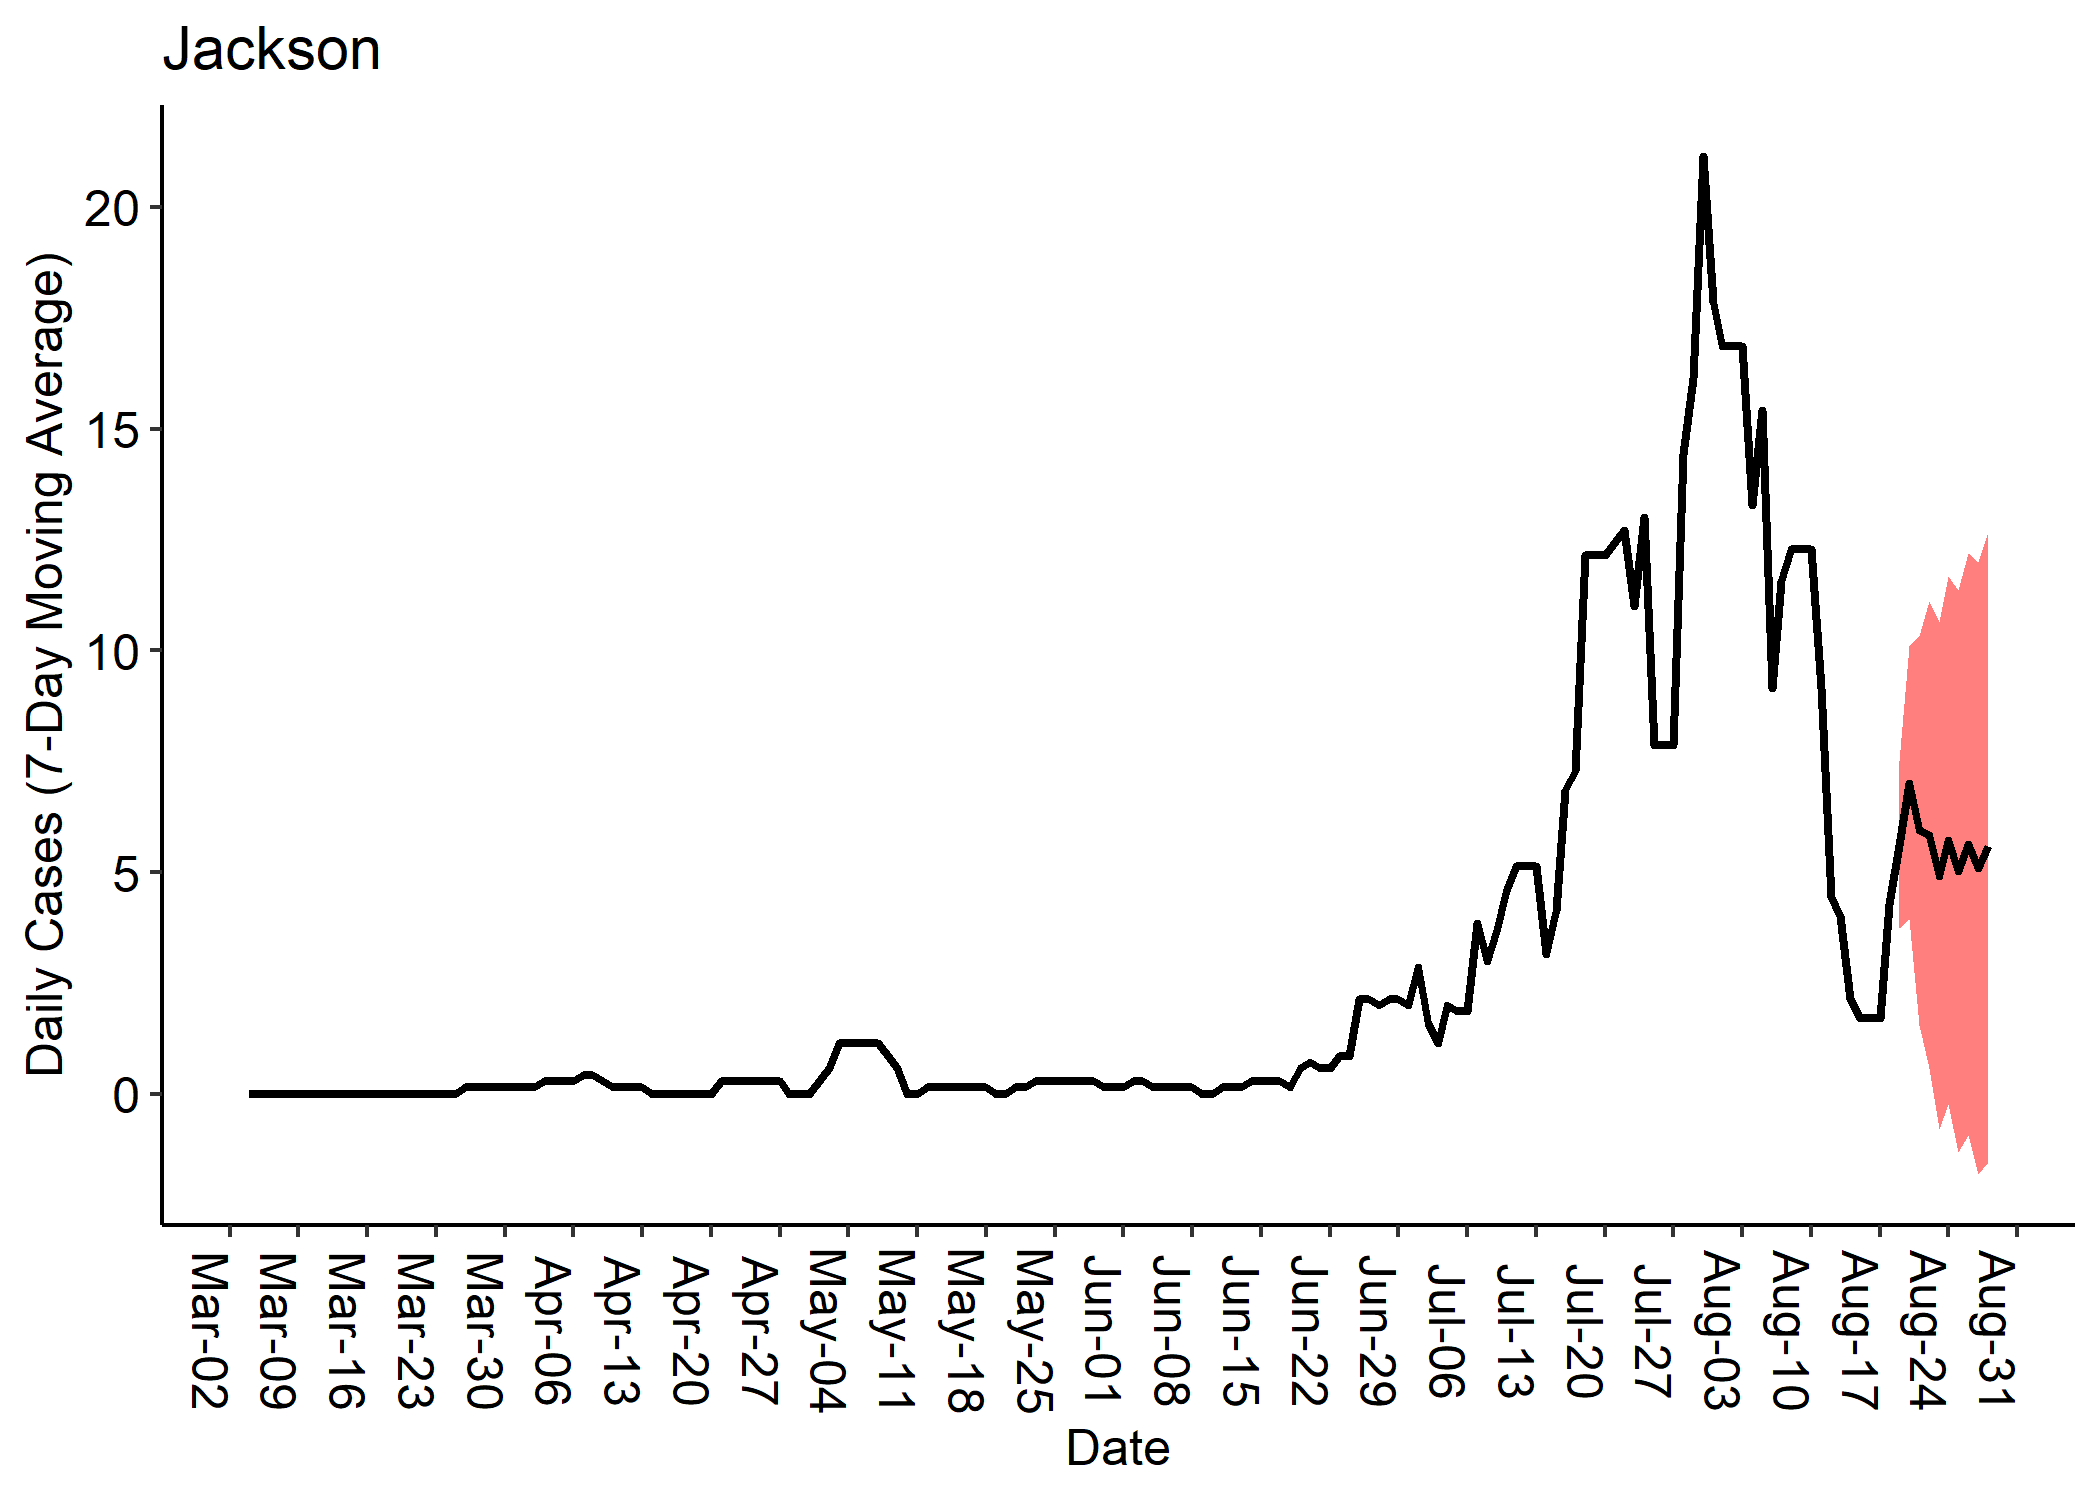 Jackson
Daily Cases (7-Day Moving Average)
20
15
10
5
0
Mar-02
Mar-09
Mar-16
Mar-23
Mar-30
Apr-06
Apr-13
Apr-20
Apr-27
May-04
May-11
May-18
May-25
Jun-01
Jun-08
Jun-15
Jun-22
Jun-29
Jul-06
Jul-13
Jul-20
Jul-27
Aug-03
Aug-10
Aug-17
Aug-24
Aug-31
Date